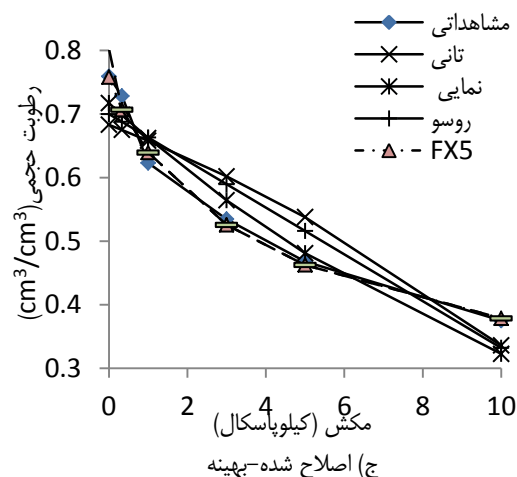 مشاهداتی
تانی
نمایی
روسو
FX5
رطوبت حجمی(cm³/cm³)
0.8
0.7
0.6
0.5
0.4
0.3
0 2 4 6 8 10
مکش (کیلوپاسکال)
ج) اصلاح شده-بهینه